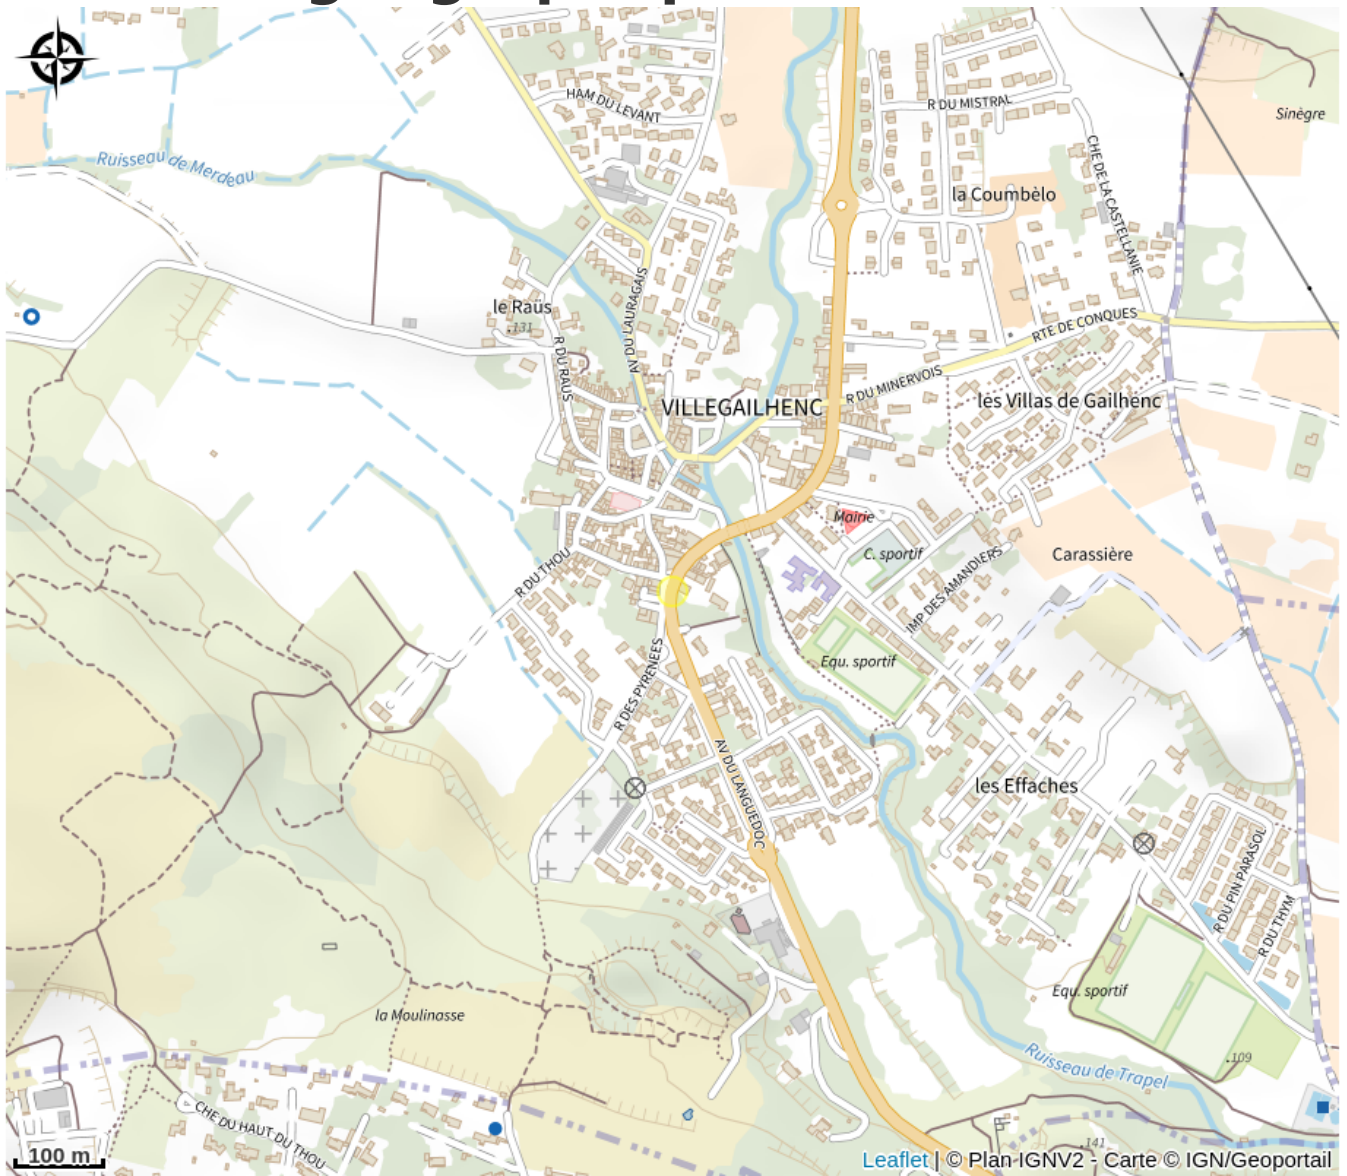 Sinègre
HAM DU LEVANT
R DU MISTRAL
Ruisseau de Merdeau
CHE DE LA CASTELLANIE
la Coumbèlo
le Raüs
.131
AV DU LAURAGAIS
R DU RAUS
RTE DE CONQUES
R DU MINERVOIS
VILLEGAILHENC
les Villas de Gailhenc
Mairie
C. sportif
Carassière
R DU THOU
IMP DES AMANDIERS
Equ. sportif
R DES PYRENEES
AV DU LANGUEDOC
les Effaches
R DU PIN PARASOL
R DU THYM
Equ. sportif
la Moulinasse
Ruisseau de Trapel
.109
CHE DU HAUT DU THOU
.141
100 m
Leaflet | © Plan IGNV2 - Carte © IGN/Geoportail